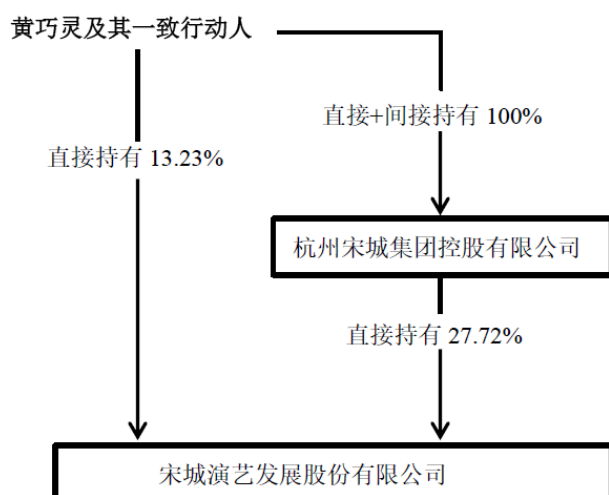 黄巧灵及其一致行动人
直接+间接持有 100%
直接持有 13.23%
杭州宋城集团控股有限公司
直接持有 27.72%
宋城演艺发展股份有限公司